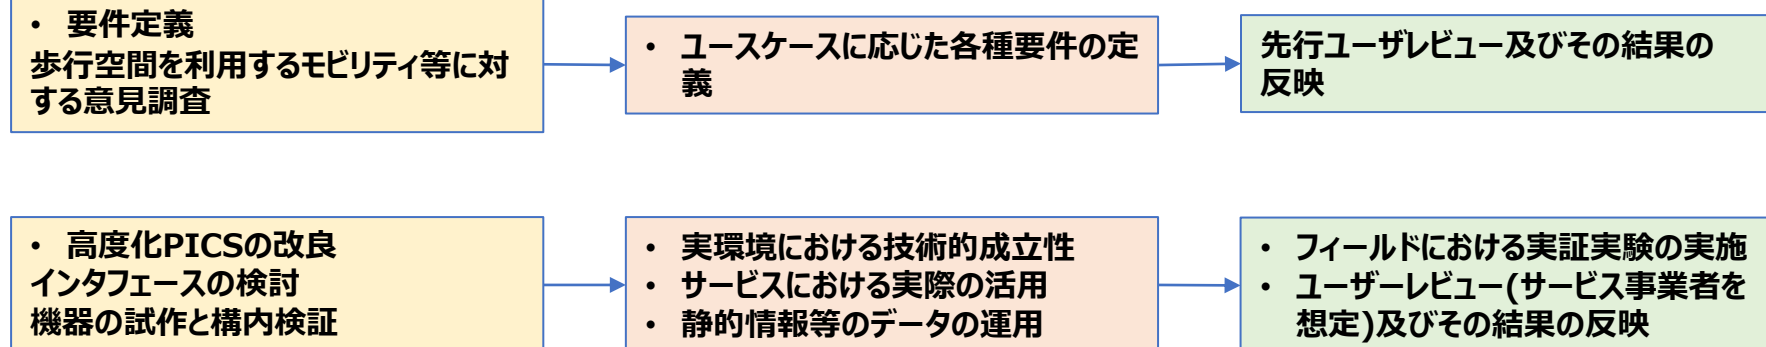 • 要件定義
歩行空間を利用するモビリティ等に対
する意見調査
• ユースケースに応じた各種要件の定
義
先行ユーザレビュー及びその結果の
反映
• 高度化PICSの改良
インタフェースの検討
機器の試作と構内検証
• 実環境における技術的成立性
• サービスにおける実際の活用
• 静的情報等のデータの運用
• フィールドにおける実証実験の実施
• ユーザーレビュー(サービス事業者を
想定)及びその結果の反映